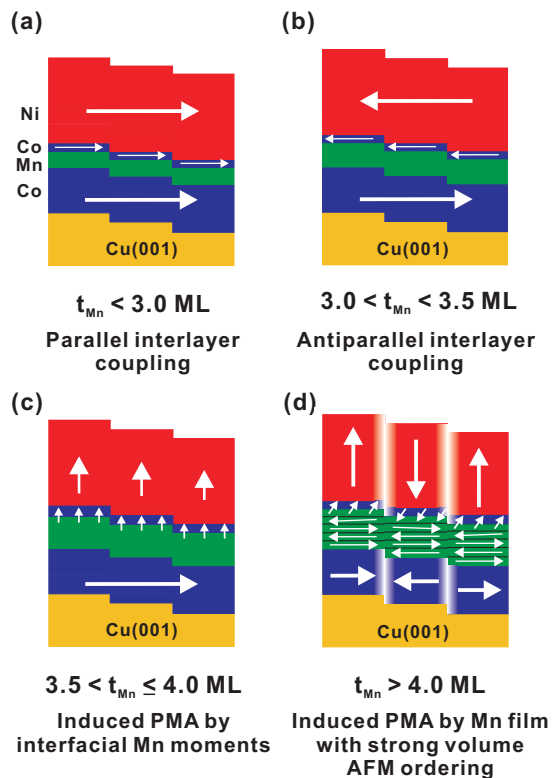 (a)
(b)
Ni
Co
Mn
Co
Cu(001)
Cu(001)
t_Mn < 3.0 ML
3.0 < t_Mn < 3.5 ML
Parallel interlayer
coupling
Antiparallel interlayer
coupling
(c)
(d)
Cu(001)
Cu(001)
3.5 < t_Mn ≤ 4.0 ML
t_Mn > 4.0 ML
Induced PMA by
interfacial Mn moments
Induced PMA by Mn film
with strong volume
AFM ordering